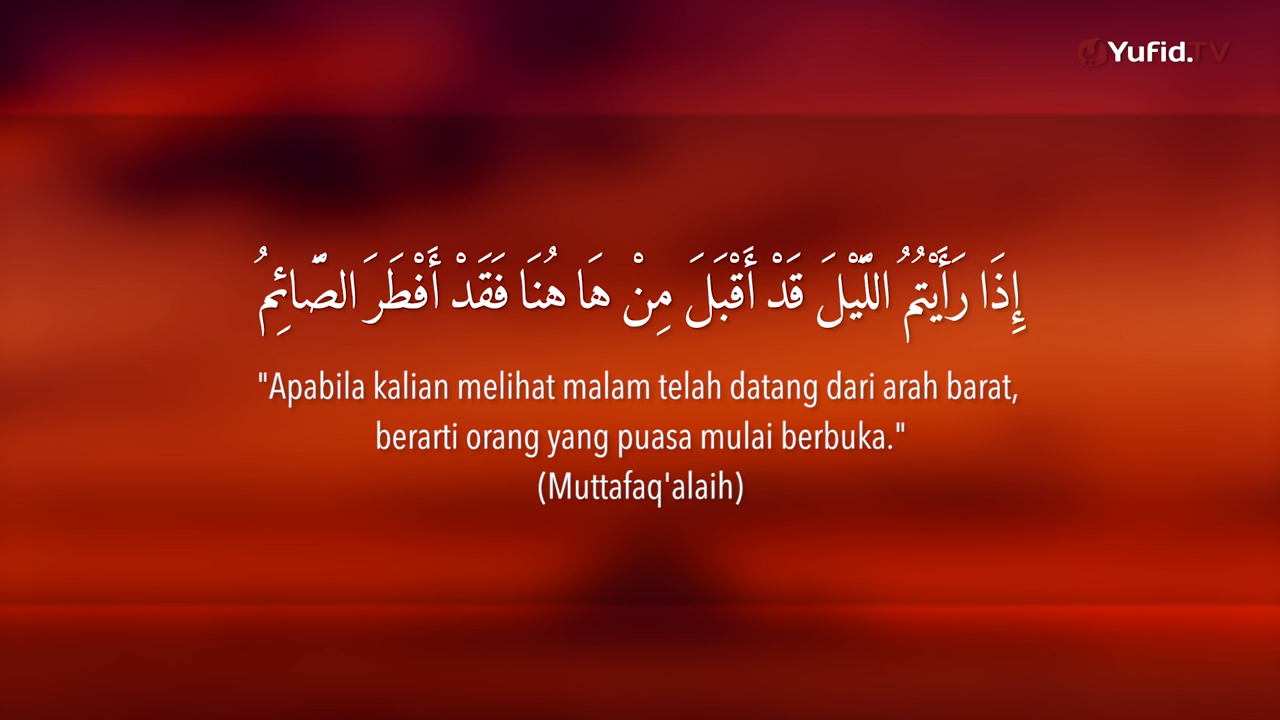 Yufid.TV
إِذَا رَأَيْتُمُ اللَّيْلَ قَدْ أَقْبَلَ مِنْ هَا هُنَا فَقَدْ أَفْطَرَ الصَّائِمُ
"Apabila kalian melihat malam telah datang dari arah barat,
berarti orang yang puasa mulai berbuka."
(Muttafaq'alaih)